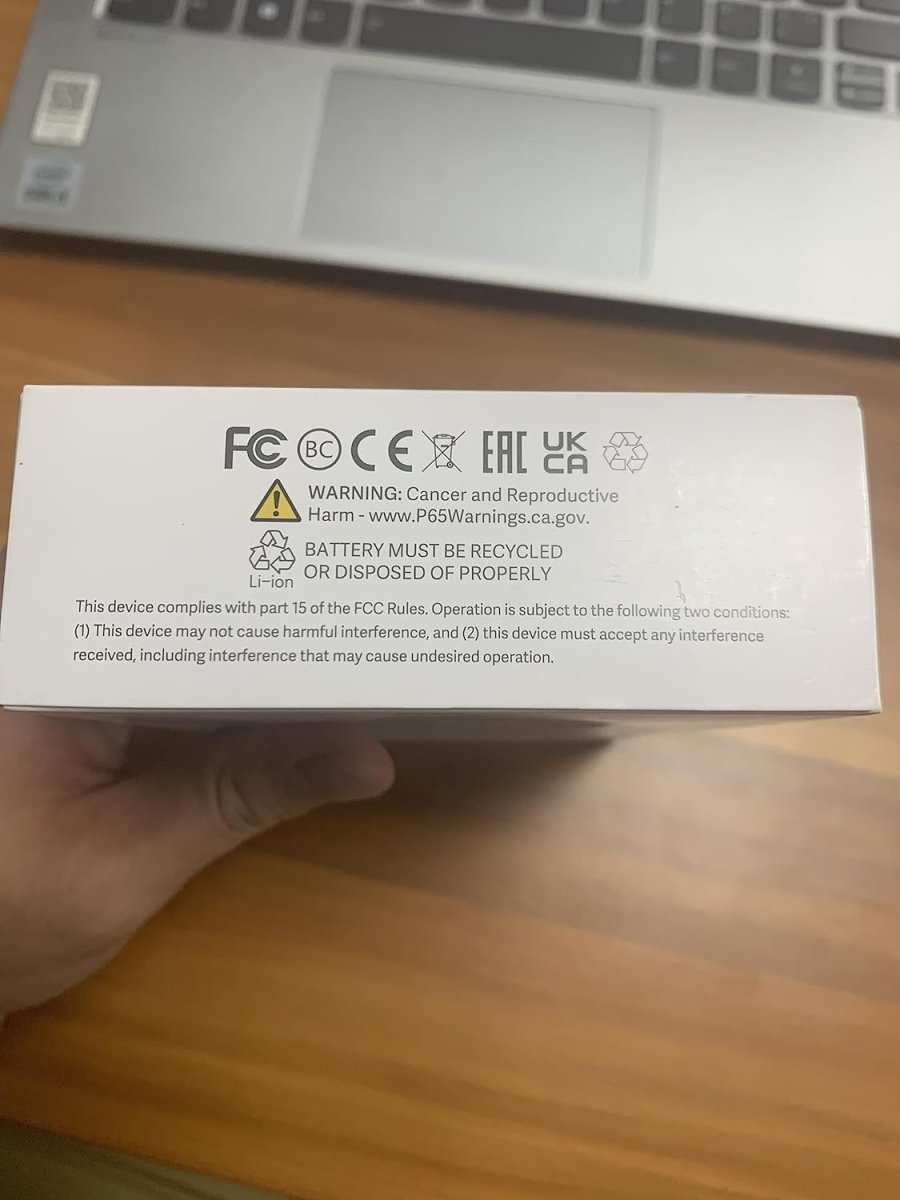 FC BC CE EAC UK
CA
WARNING: Cancer and Reproductive
Harm - www.P65Warnings.ca.gov.
BATTERY MUST BE RECYCLED
OR DISPOSED OF PROPERLY
Li-ion
This device complies with part 15 of the FCC Rules. Operation is subject to the following two conditions:
(1) This device may not cause harmful interference, and (2) this device must accept any interference
received, including interference that may cause undesired operation.